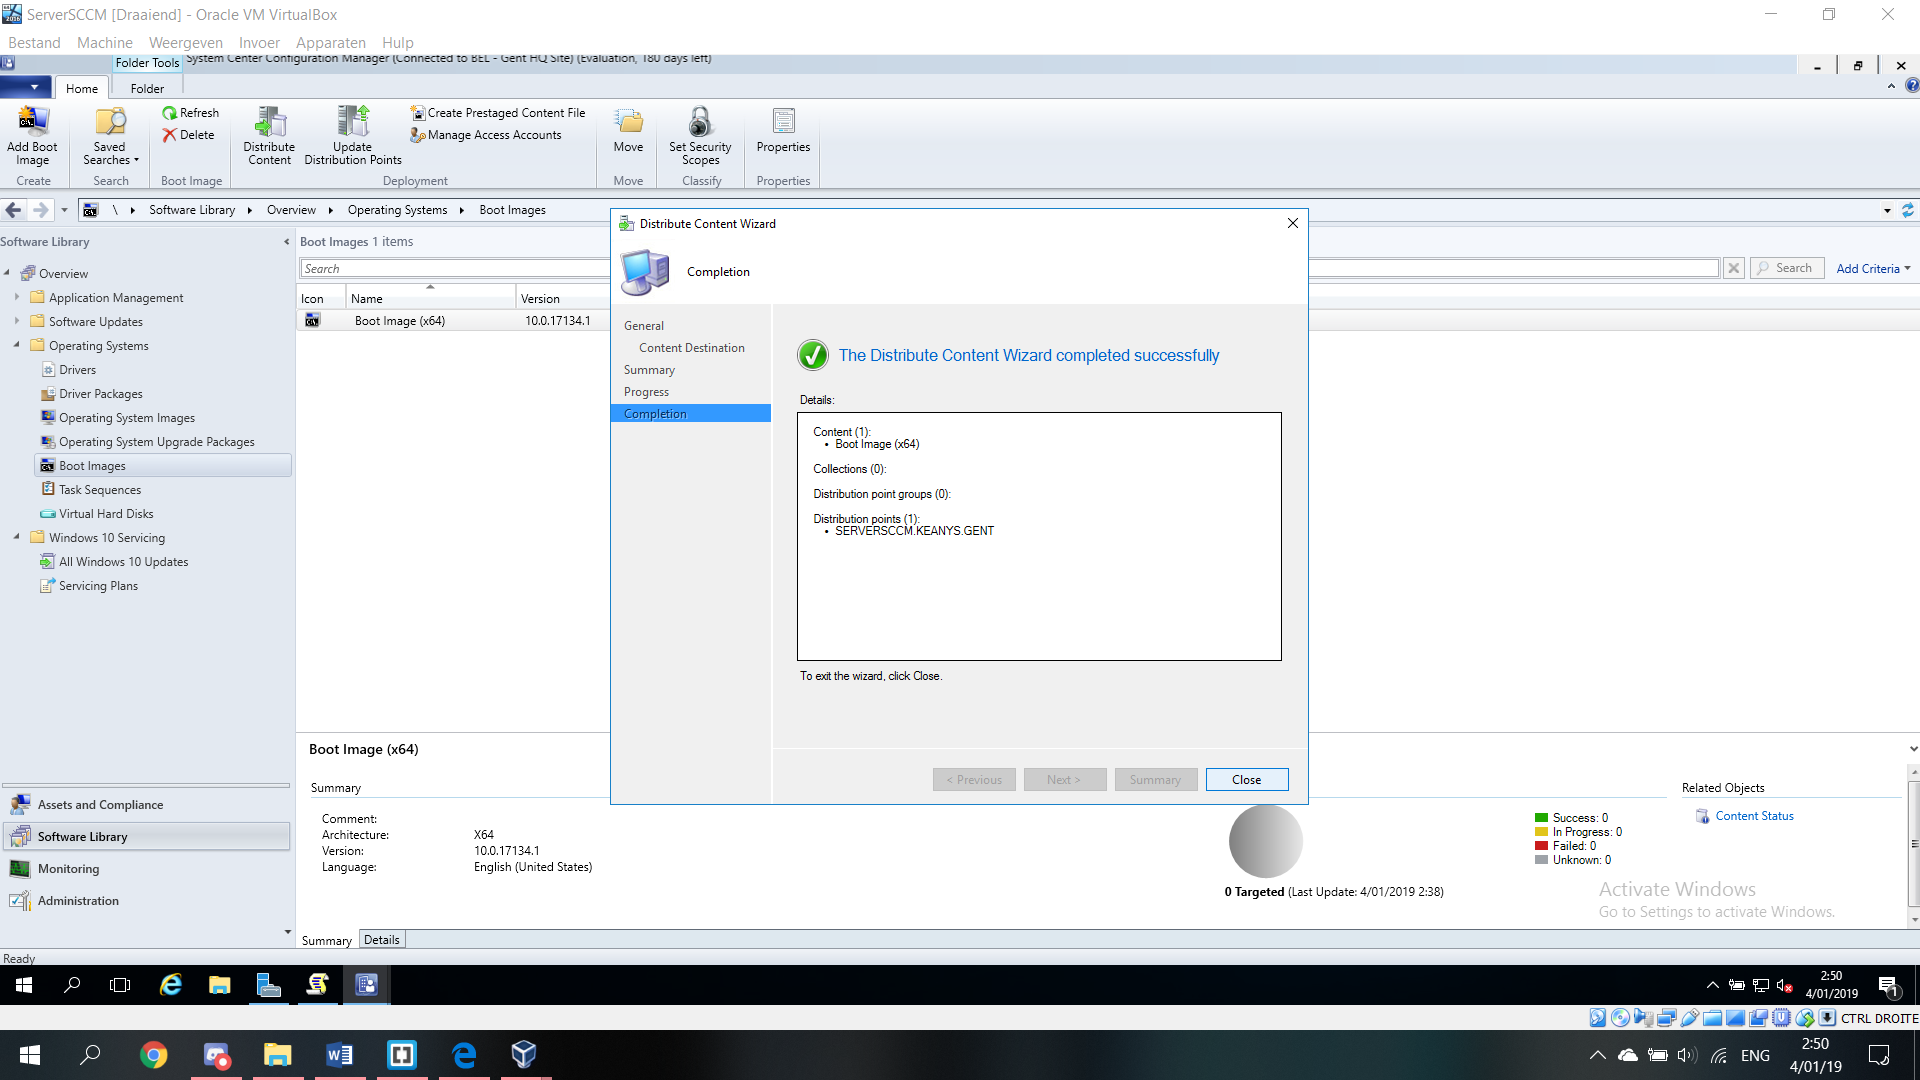 ServerSCCM [Draaiend] - Oracle VM VirtualBox
Bestand Machine Weergeven Invoer Apparaten Hulp
Folder Tools System Center Configuration Manager (Connected to BEL - Gent HQ Site) (Evaluation, 180 days left)
Home Folder
Add Boot Image
Create
Saved Searches
Search
Refresh
Delete
Boot Image
Distribute Content
Update Distribution Points
Create Prestaged Content File
Manage Access Accounts
Deployment
Move
Move
Set Security Scopes
Classify
Properties
Properties
\ Software Library Overview Operating Systems Boot Images
Software Library
Overview
Application Management
Software Updates
Operating Systems
Drivers
Driver Packages
Operating System Images
Operating System Upgrade Packages
Boot Images
Task Sequences
Virtual Hard Disks
Windows 10 Servicing
All Windows 10 Updates
Servicing Plans
Assets and Compliance
Software Library
Monitoring
Administration
Boot Images 1 items
Search
Search
Add Criteria
Icon Name Version
Boot Image (x64) 10.0.17134.1
Distribute Content Wizard
Completion
General
Content Destination
Summary
Progress
Completion
The Distribute Content Wizard completed successfully
Details:
Content (1):
• Boot Image (x64)
Collections (0):
Distribution point groups (0):
Distribution points (1):
• SERVERSCCM.KEANYS.GENT
To exit the wizard, click Close.
< Previous Next > Summary Close
Boot Image (x64)
Summary
Comment:
Architecture: X64
Version: 10.0.17134.1
Language: English (United States)
Success: 0
In Progress: 0
Failed: 0
Unknown: 0
0 Targeted (Last Update: 4/01/2019 2:38)
Related Objects
Content Status
Activate Windows
Go to Settings to activate Windows.
Summary Details
Ready
2:50
4/01/2019
1
CTRL DROITE
ENG
2:50
4/01/19